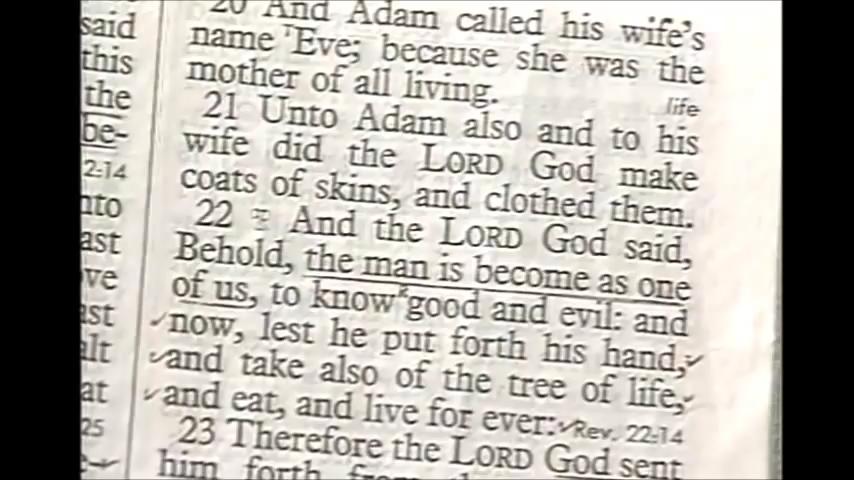 said
this
the
be-
2:14
nto
ast
ve
ast
alt
at
25
20 And Adam called his wife's
name 'Eve; because she was the
mother of all living.
life
21 Unto Adam also and to his
wife did the LORD God make
coats of skins, and clothed them.
22 And the LORD God said,
Behold, the man is become as one
of us, to know good and evil: and
now, lest he put forth his hand,
and take also of the tree of life,
and eat, and live for ever: Rev. 22:14
23 Therefore the LORD God sent
him forth from